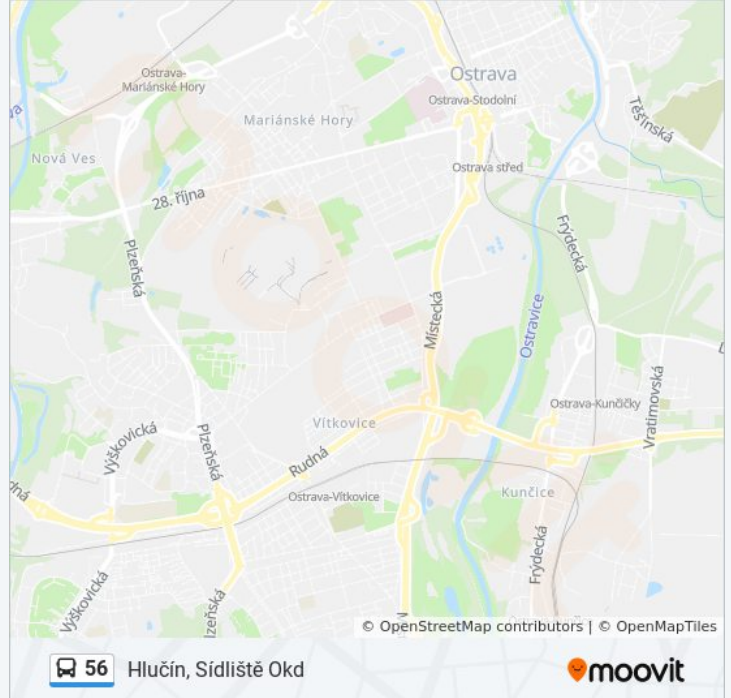 Ostrava-
Mariánské Hory
Ostrava
Ostrava-Stodolní
Mariánské Hory
Těšínská
Nová Ves
Ostrava střed
28. října
Frýdecká
Plzeňská
Místecká
Ostravice
Vratimovská
Ostrava-Kunčičky
Vítkovice
Výškovická
Plzeňská
Rudná
Ostrava-Vítkovice
Kunčice
Frýdecká
Výškovická
© OpenStreetMap contributors | © OpenMapTiles
56 Hlučín, Sídliště Okd
moovit